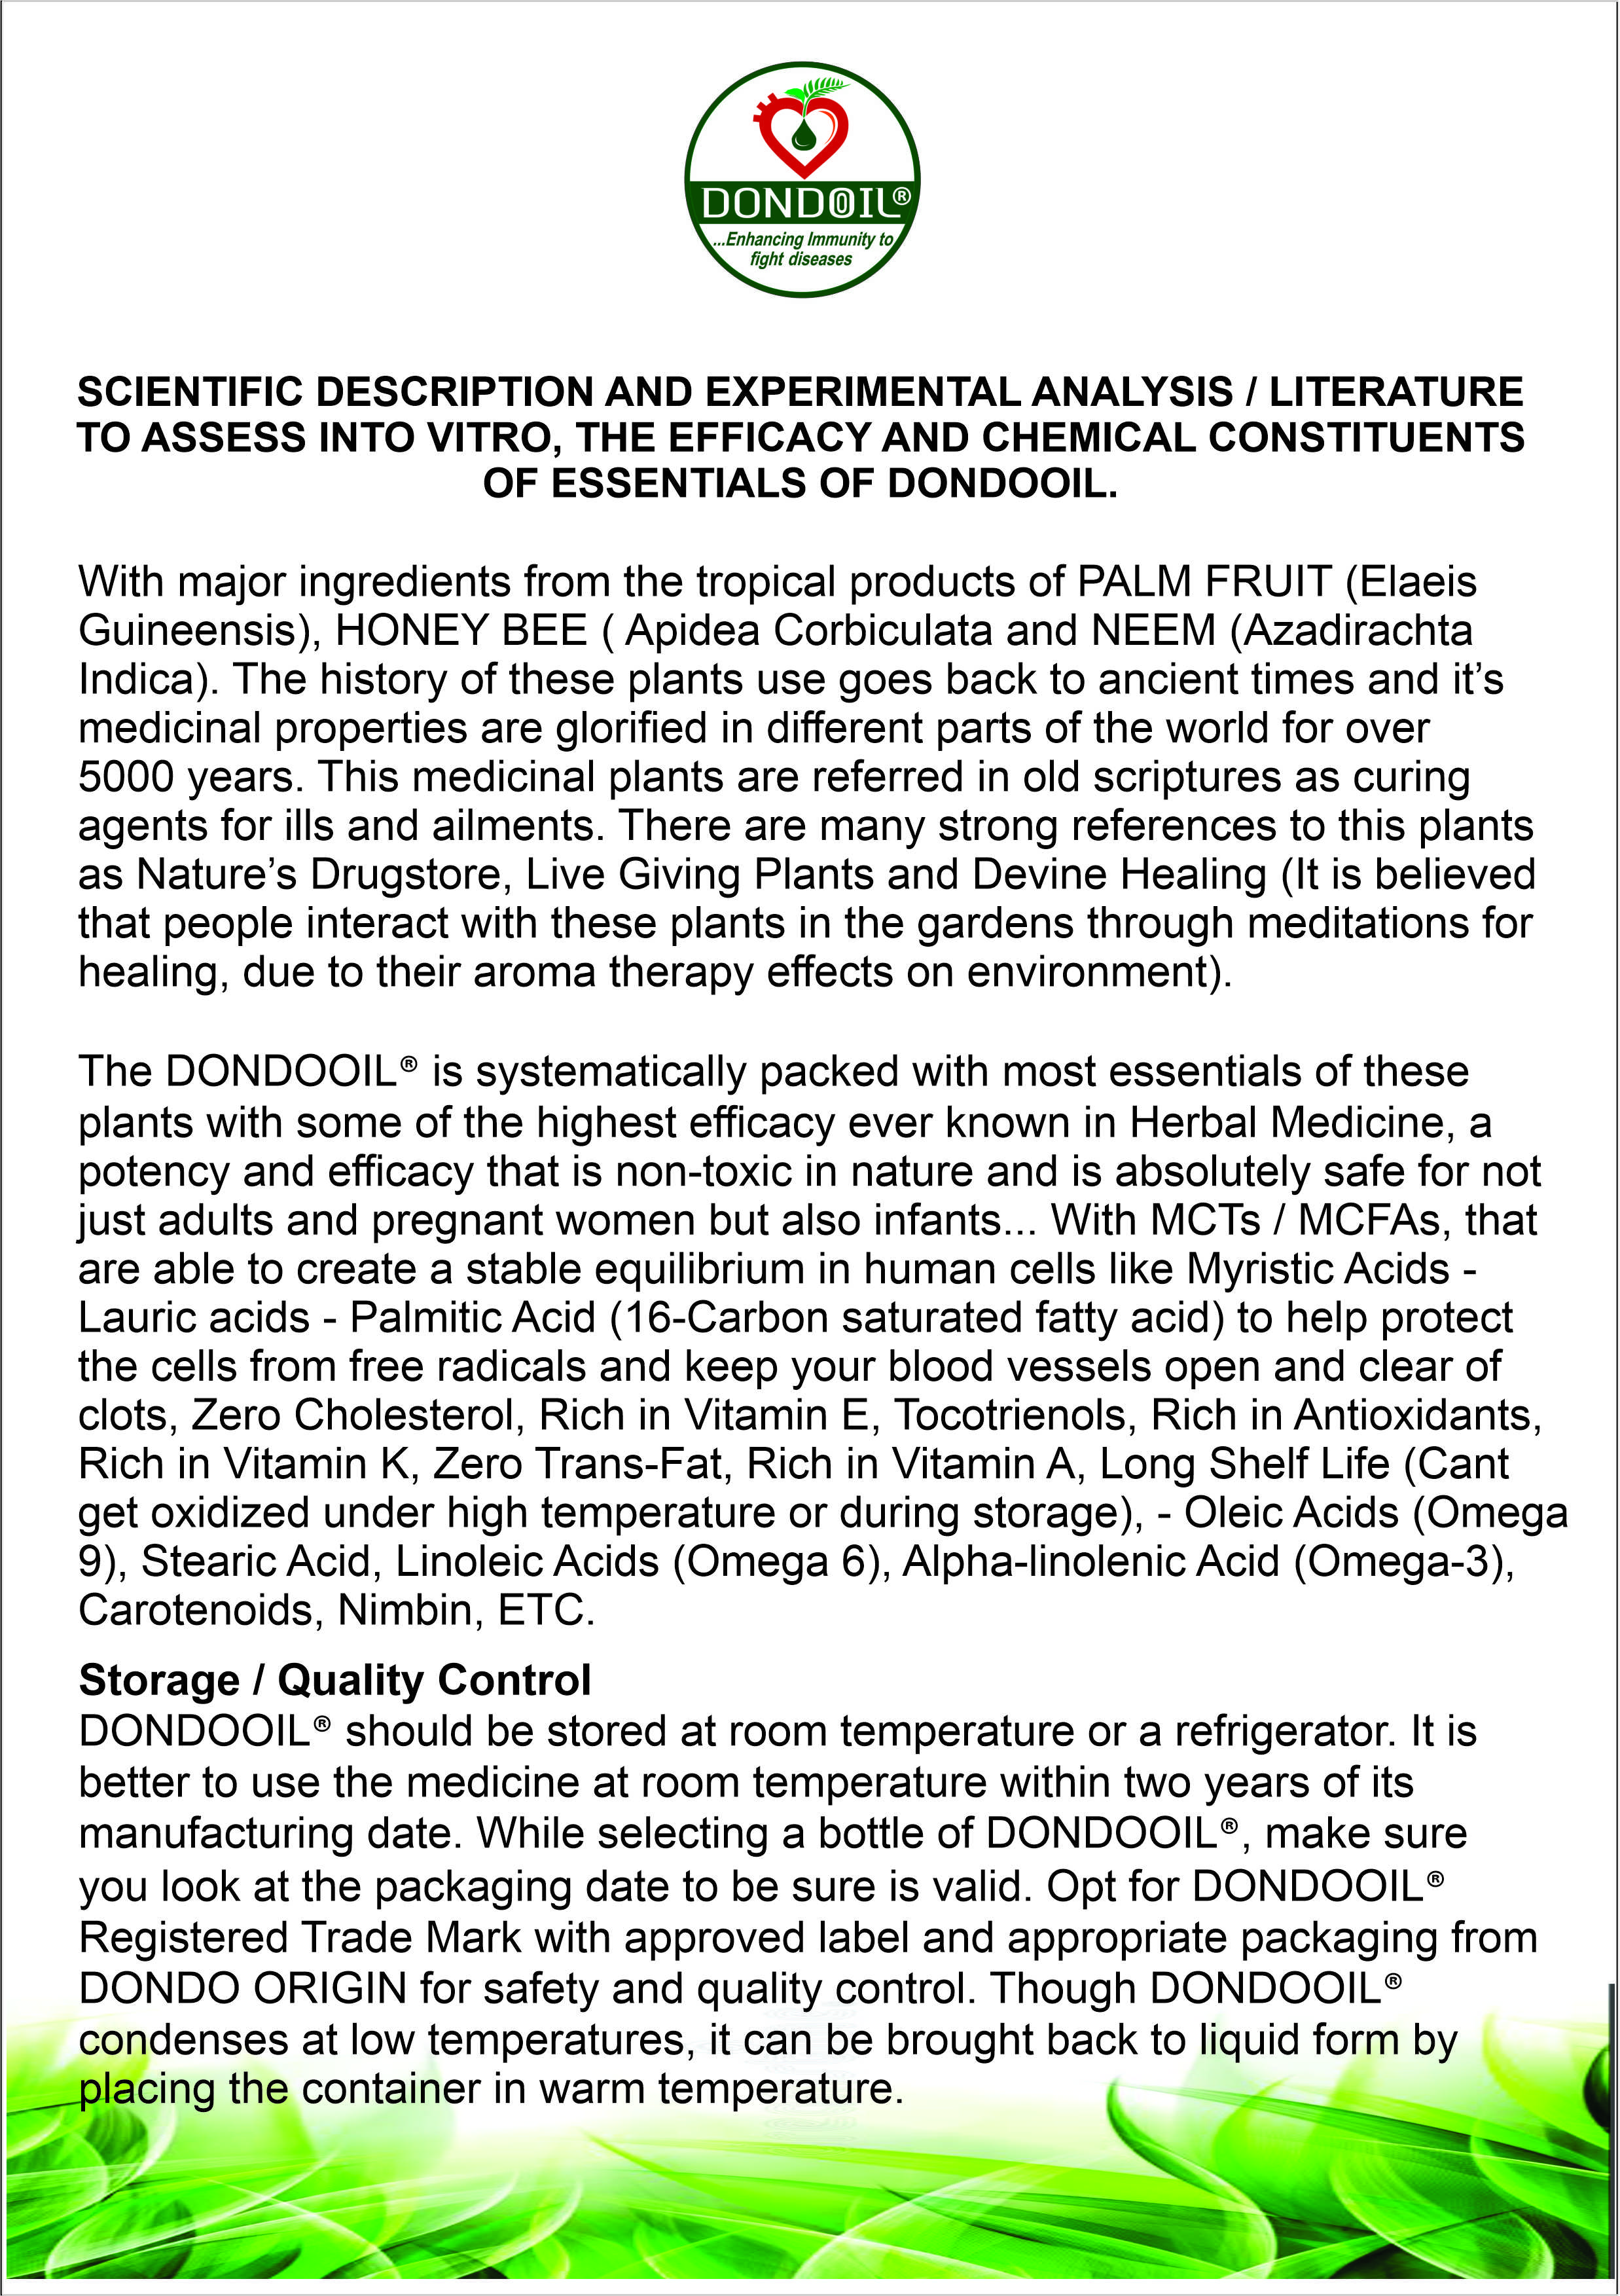 DONDOOIL®
...Enhancing Immunity to
fight diseases
SCIENTIFIC DESCRIPTION AND EXPERIMENTAL ANALYSIS / LITERATURE
TO ASSESS INTO VITRO, THE EFFICACY AND CHEMICAL CONSTITUENTS
OF ESSENTIALS OF DONDOOIL.
With major ingredients from the tropical products of PALM FRUIT (Elaeis
Guineensis), HONEY BEE ( Apidea Corbiculata and NEEM (Azadirachta
Indica). The history of these plants use goes back to ancient times and it’s
medicinal properties are glorified in different parts of the world for over
5000 years. This medicinal plants are referred in old scriptures as curing
agents for ills and ailments. There are many strong references to this plants
as Nature’s Drugstore, Live Giving Plants and Devine Healing (It is believed
that people interact with these plants in the gardens through meditations for
healing, due to their aroma therapy effects on environment).
The DONDOOIL® is systematically packed with most essentials of these
plants with some of the highest efficacy ever known in Herbal Medicine, a
potency and efficacy that is non-toxic in nature and is absolutely safe for not
just adults and pregnant women but also infants... With MCTs / MCFAs, that
are able to create a stable equilibrium in human cells like Myristic Acids -
Lauric acids - Palmitic Acid (16-Carbon saturated fatty acid) to help protect
the cells from free radicals and keep your blood vessels open and clear of
clots, Zero Cholesterol, Rich in Vitamin E, Tocotrienols, Rich in Antioxidants,
Rich in Vitamin K, Zero Trans-Fat, Rich in Vitamin A, Long Shelf Life (Cant
get oxidized under high temperature or during storage), - Oleic Acids (Omega
9), Stearic Acid, Linoleic Acids (Omega 6), Alpha-linolenic Acid (Omega-3),
Carotenoids, Nimbin, ETC.
Storage / Quality Control
DONDOOIL® should be stored at room temperature or a refrigerator. It is
better to use the medicine at room temperature within two years of its
manufacturing date. While selecting a bottle of DONDOOIL®, make sure
you look at the packaging date to be sure is valid. Opt for DONDOOIL®
Registered Trade Mark with approved label and appropriate packaging from
DONDO ORIGIN for safety and quality control. Though DONDOOIL®
condenses at low temperatures, it can be brought back to liquid form by
placing the container in warm temperature.